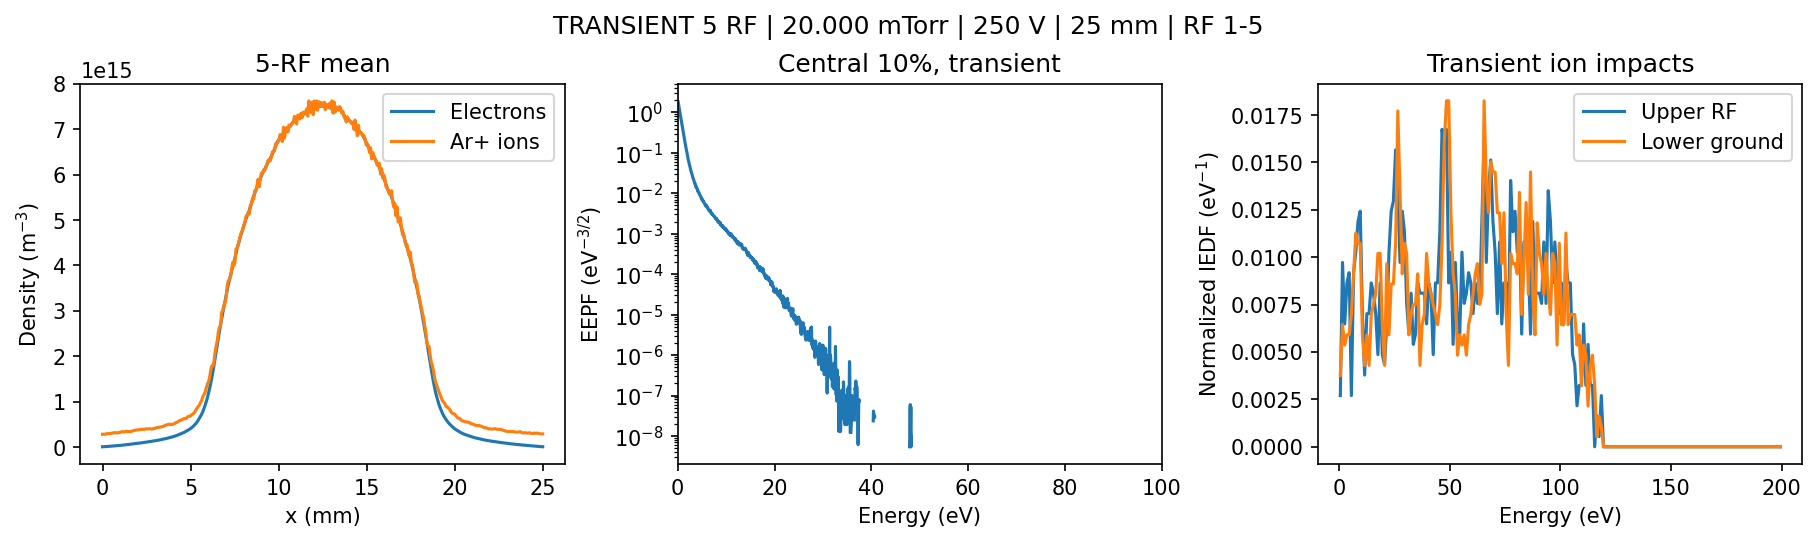 TRANSIENT 5 RF | 20.000 mTorr | 250 V | 25 mm | RF 1-5
5-RF mean
1e15
Density (m⁻³)
8
7
6
5
4
3
2
1
0
0 5 10 15 20 25
x (mm)
Electrons
Ar+ ions
Central 10%, transient
EEPF (eV⁻³/²)
10⁰
10⁻¹
10⁻²
10⁻³
10⁻⁴
10⁻⁵
10⁻⁶
10⁻⁷
10⁻⁸
0 20 40 60 80 100
Energy (eV)
Transient ion impacts
Normalized IEDF (eV⁻¹)
0.0175
0.0150
0.0125
0.0100
0.0075
0.0050
0.0025
0.0000
0 50 100 150 200
Energy (eV)
Upper RF
Lower ground